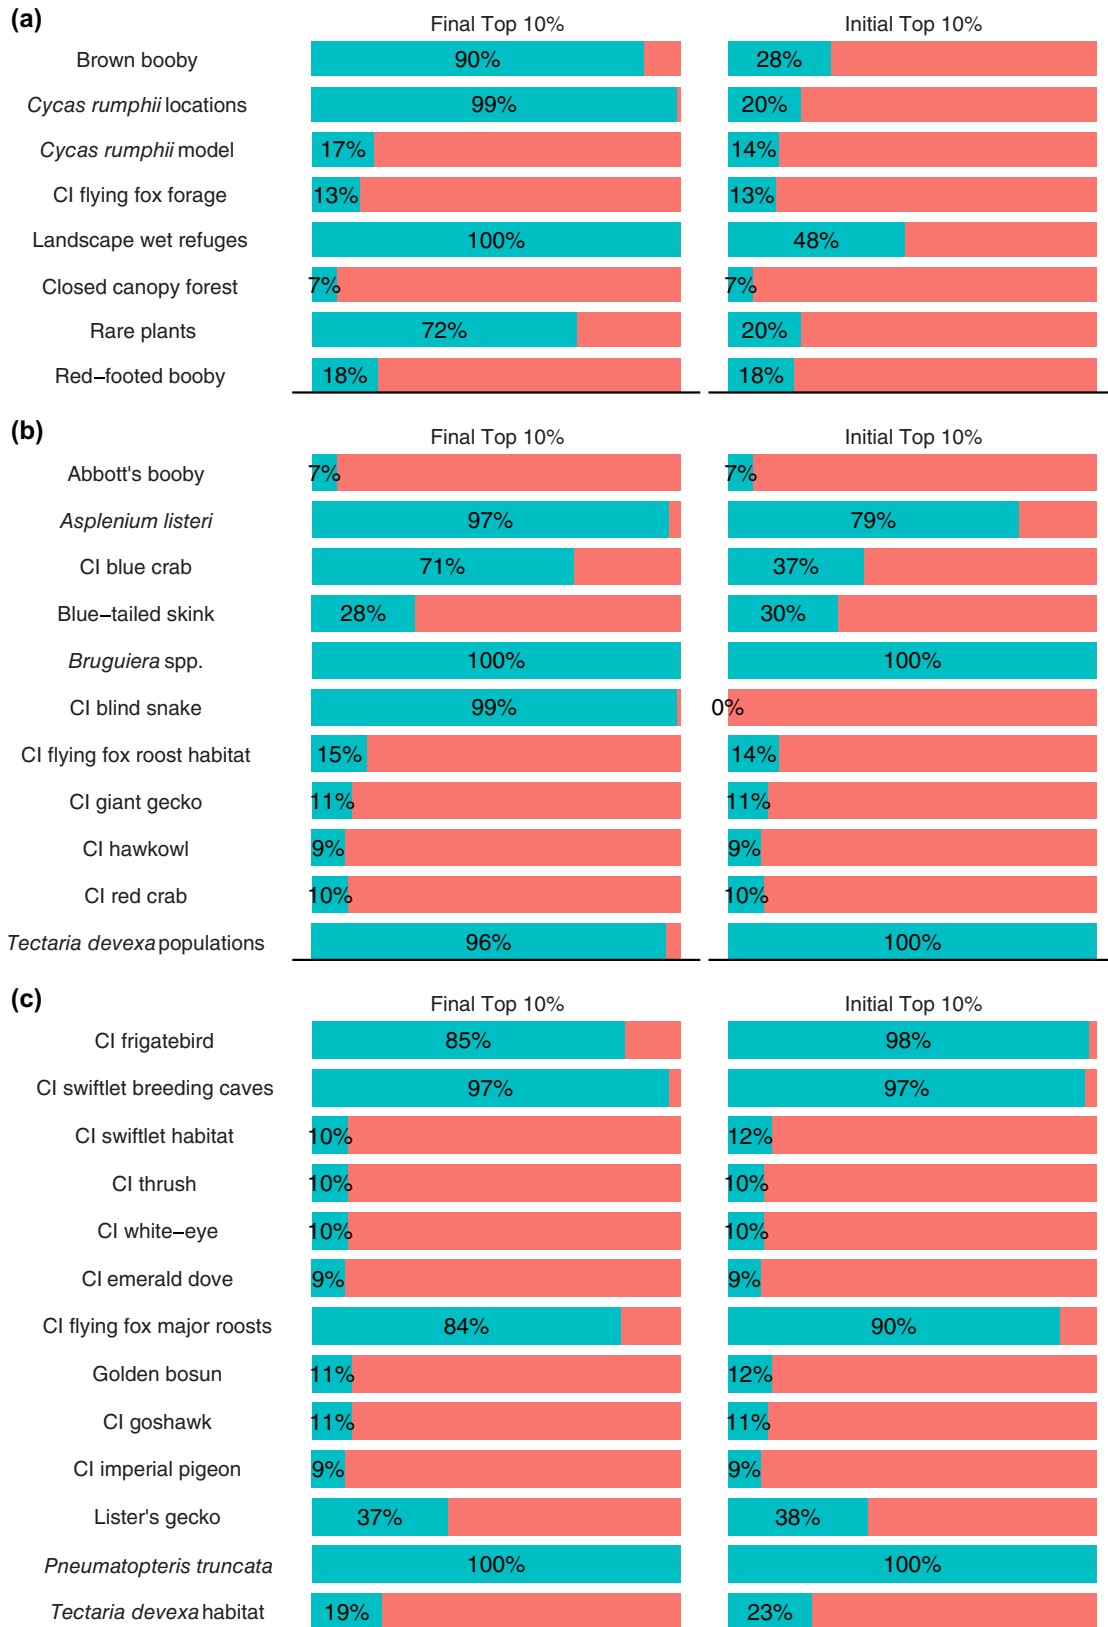 (a)
Final Top 10% Initial Top 10%
Brown booby 90% 28%
Cycas rumphii locations 99% 20%
Cycas rumphii model 17% 14%
CI flying fox forage 13% 13%
Landscape wet refuges 100% 48%
Closed canopy forest 7% 7%
Rare plants 72% 20%
Red–footed booby 18% 18%
(b)
Final Top 10% Initial Top 10%
Abbott's booby 7% 7%
Asplenium listeri 97% 79%
CI blue crab 71% 37%
Blue–tailed skink 28% 30%
Bruguiera spp. 100% 100%
CI blind snake 99% 0%
CI flying fox roost habitat 15% 14%
CI giant gecko 11% 11%
CI hawkowl 9% 9%
CI red crab 10% 10%
Tectaria devexa populations 96% 100%
(c)
Final Top 10% Initial Top 10%
CI frigatebird 85% 98%
CI swiftlet breeding caves 97% 97%
CI swiftlet habitat 10% 12%
CI thrush 10% 10%
CI white–eye 10% 10%
CI emerald dove 9% 9%
CI flying fox major roosts 84% 90%
Golden bosun 11% 12%
CI goshawk 11% 11%
CI imperial pigeon 9% 9%
Lister's gecko 37% 38%
Pneumatopteris truncata 100% 100%
Tectaria devexa habitat 19% 23%